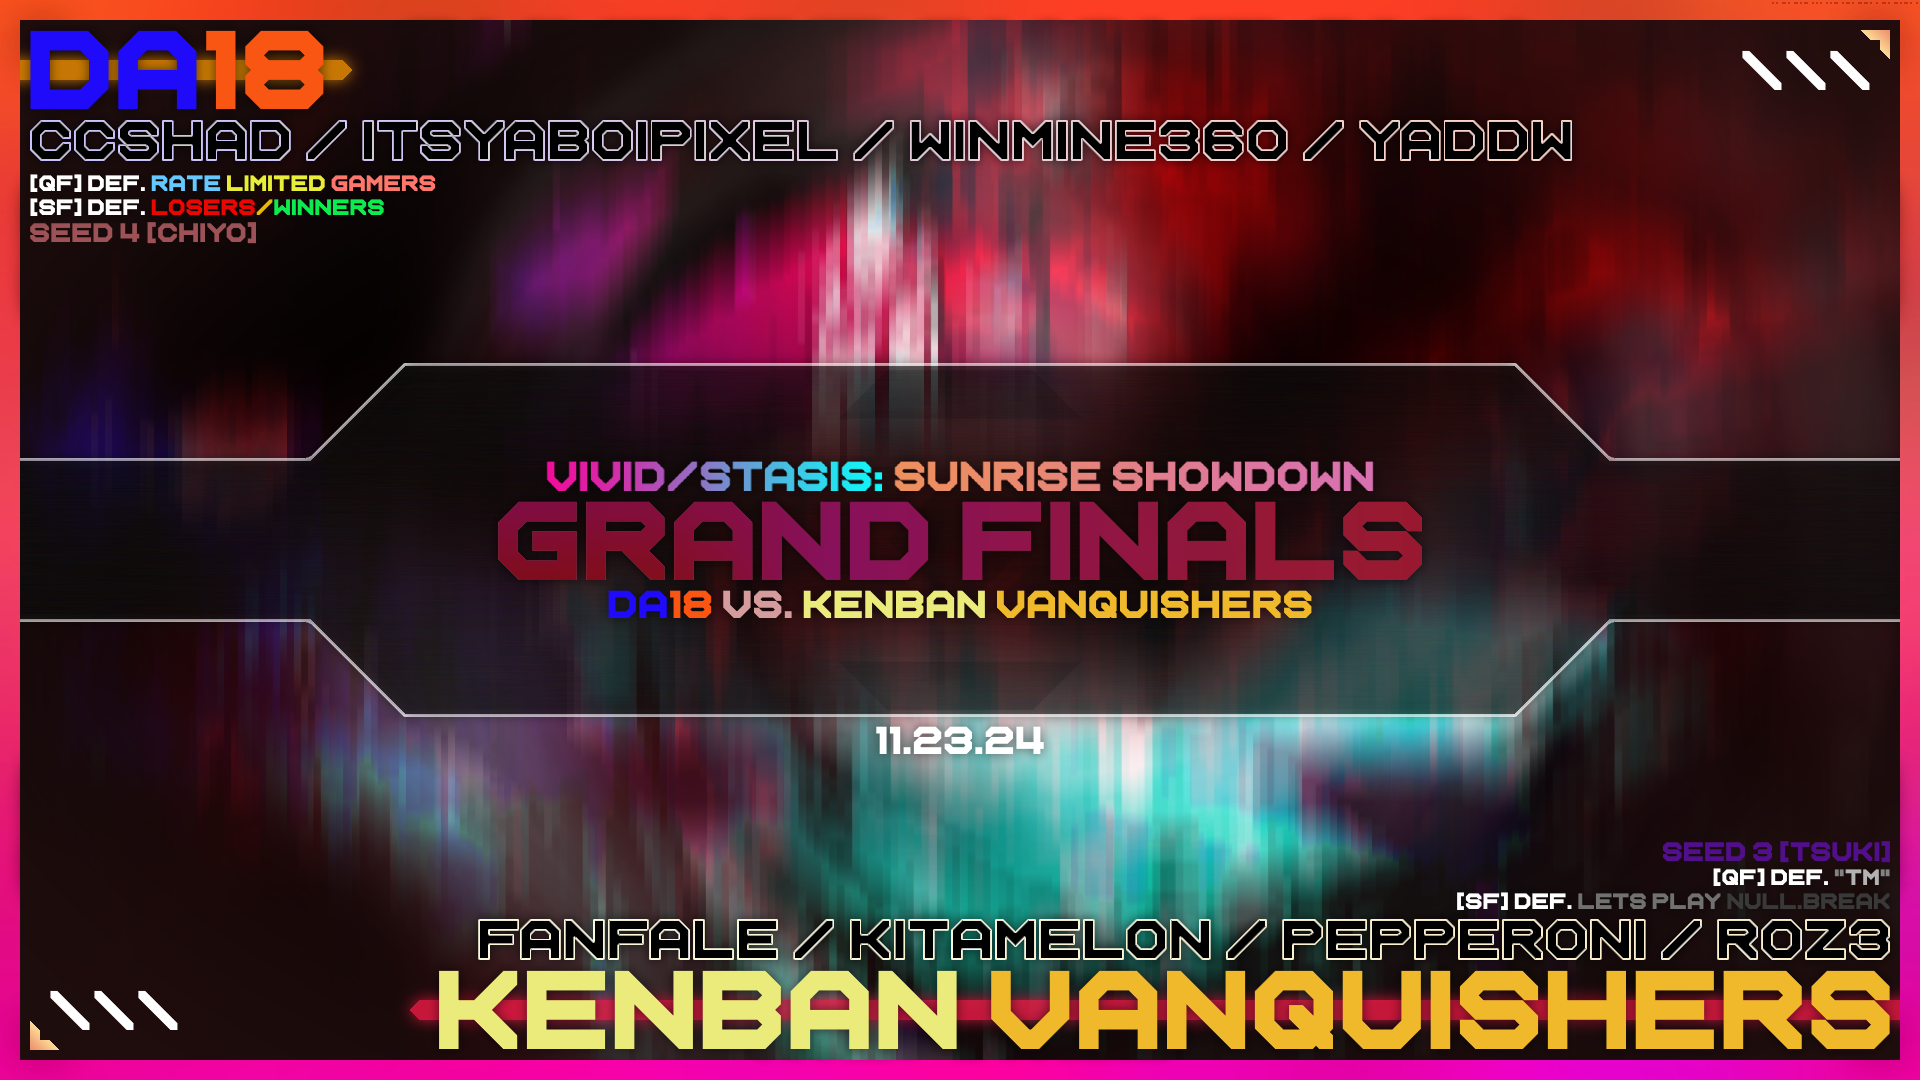 DA18
CCSHAD / ITSYABOIPIXEL / WINMINE360 / YADDW
[QF] DEF. RATE LIMITED GAMERS
[SF] DEF. LOSERS/WINNERS
SEED 4 [CHIYO]
VIVID/STASIS: SUNRISE SHOWDOWN
GRAND FINALS
DA18 VS. KENBAN VANQUISHERS
11.23.24
SEED 3 [TSUKI]
[QF] DEF. "TM"
[SF] DEF. LETS PLAY NULL.BREAK
FANFALE / KITAMELON / PEPPERONI / ROZ3
KENBAN VANQUISHERS